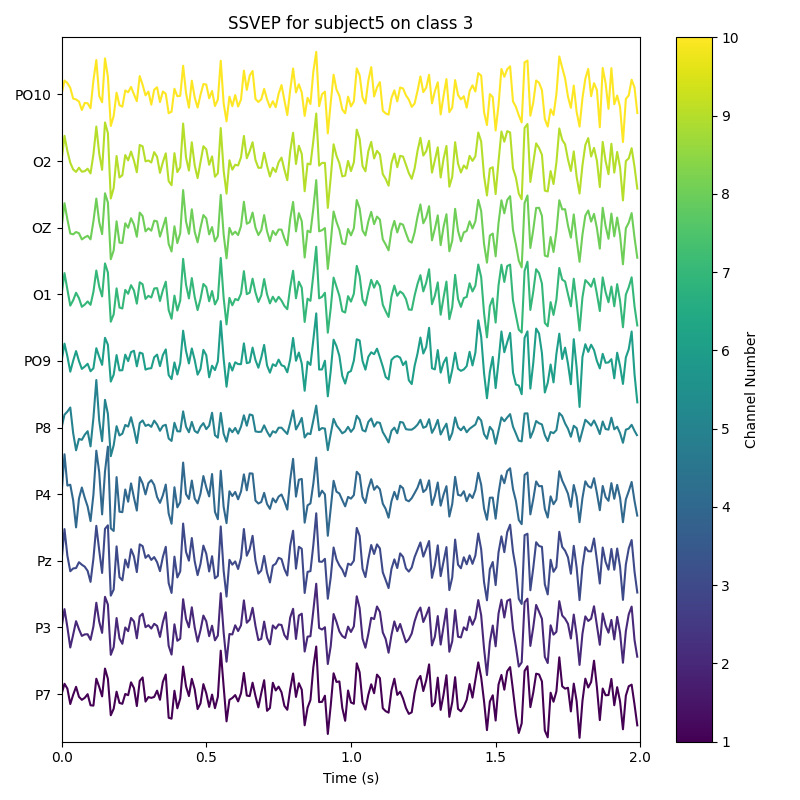 SSVEP for subject5 on class 3
PO10
O2
OZ
O1
PO9
P8
P4
Pz
P3
P7
0.0
0.5
1.0
1.5
2.0
Time (s)
10
9
8
7
6
5
4
3
2
1
Channel Number